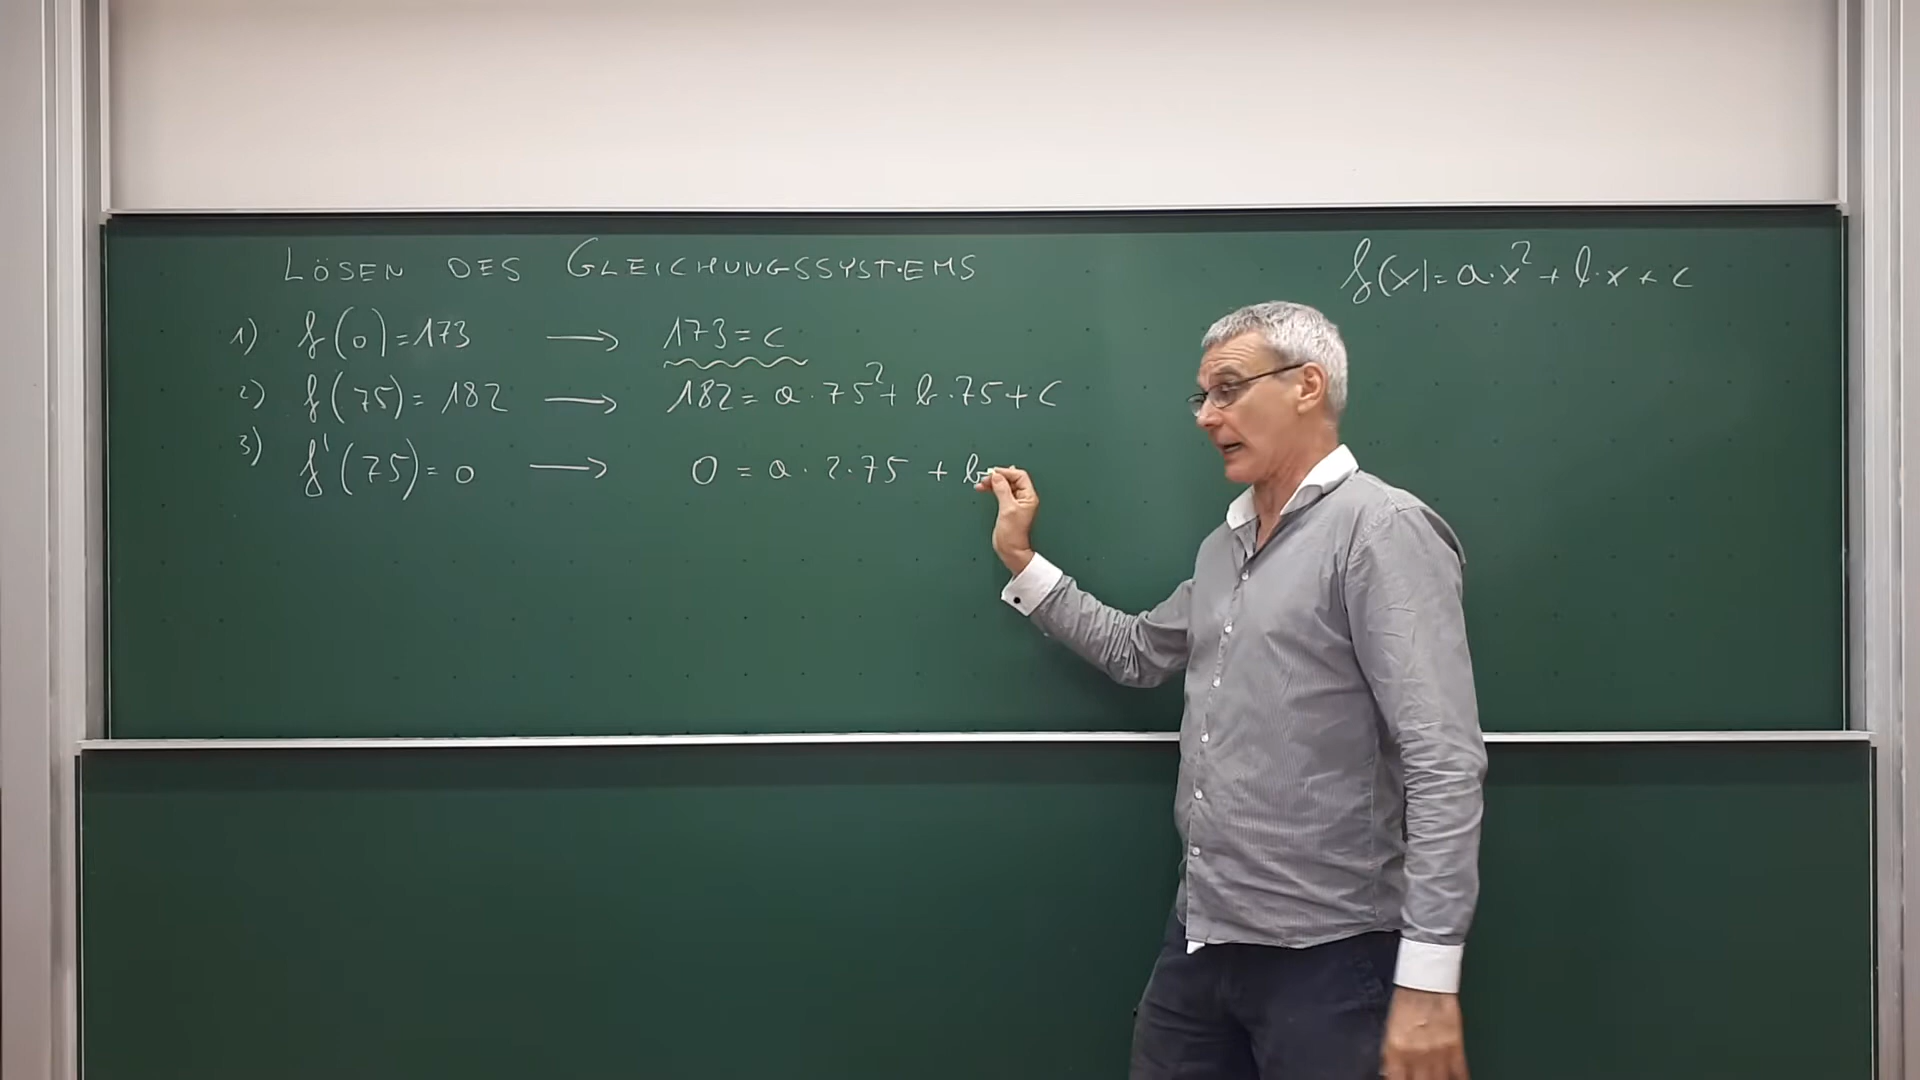 LÖSEN DES GLEICHUNGSSYSTEMS
f(x)=a·x²+b·x+c
1) f(0)=173 → 173=c
2) f(75)=182 → 182=a·75²+b·75+c
3) f'(75)=0 → 0=a·2·75+b